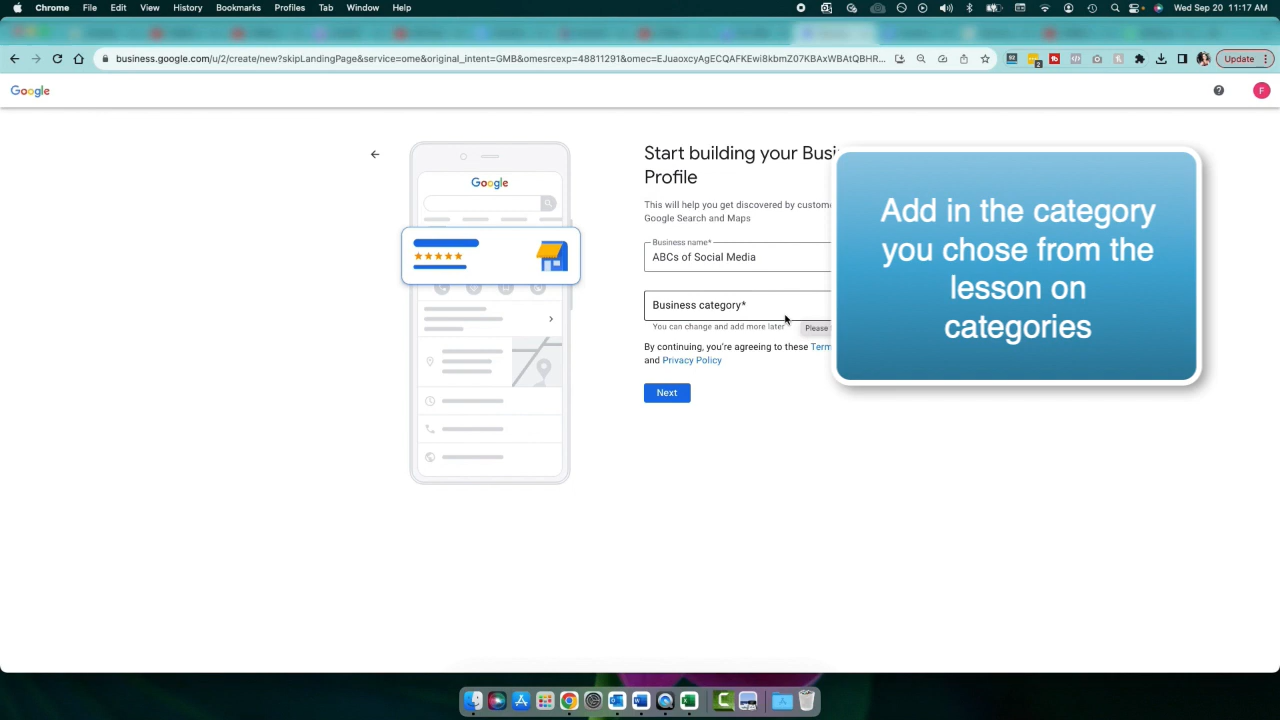 Chrome File Edit View History Bookmarks Profiles Tab Window Help
Wed Sep 20 11:17 AM
business.google.com/u/2/create/new?skipLandingPage&service=ome&original_intent=GMB&omesrcexp=48811291&omec=EJuaoxcyAgECQAFKEwi8kbmZ07KBAxWBAtQBHR...
92
2
Update
Google
F
Google
Start building your Busi
Profile
This will help you get discovered by custome
Google Search and Maps
Business name*
ABCs of Social Media
Business category*
You can change and add more later
Please
By continuing, you're agreeing to these Term
and Privacy Policy
Next
Add in the category
you chose from the
lesson on
categories